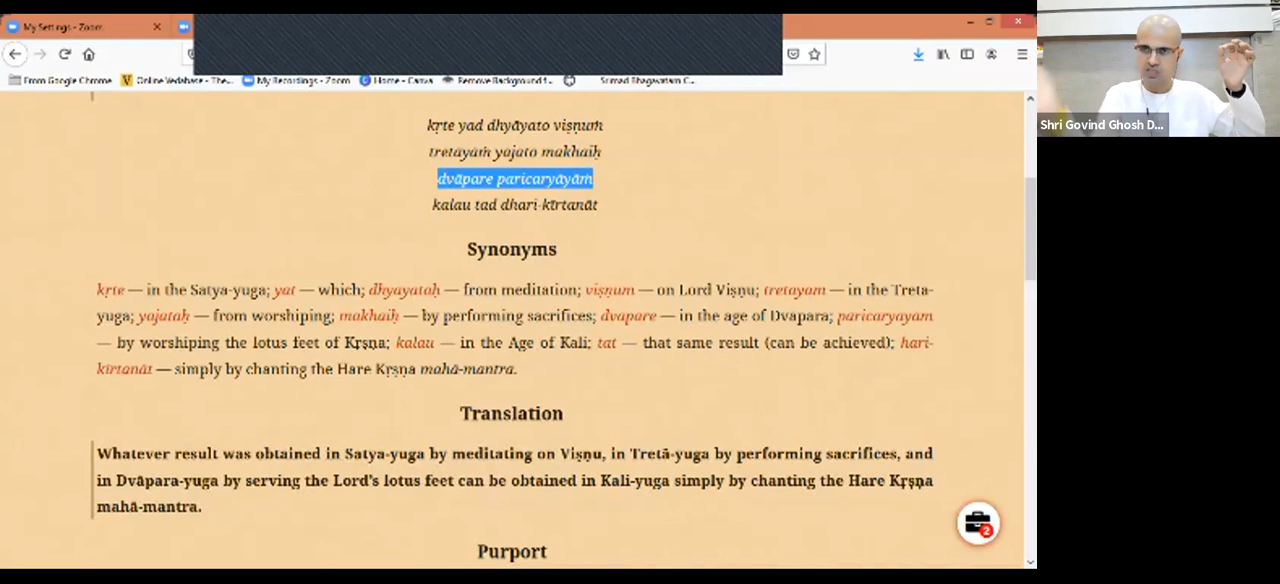 My Settings - Zoom
From Google Chrome
Online Vedabase - The...
My Recordings - Zoom
Home - Canva
Remove Background f...
Srimad Bhagwatam C...
Shri Govind Ghosh D...
kṛte yad dhyāyato viṣṇuṁ
tretāyāṁ yajato makhaiḥ
dvāpare paricaryāyāṁ
kalau tad dhari-kīrtanāt
Synonyms
kṛte — in the Satya-yuga; yat — which; dhyāyataḥ — from meditation; viṣṇum — on Lord Viṣṇu; tretāyām — in the Tretā-
yuga; yajataḥ — from worshiping; makhaiḥ — by performing sacrifices; dvāpare — in the age of Dvāpara; paricaryāyām
— by worshiping the lotus feet of Kṛṣṇa; kalau — in the Age of Kali; tat — that same result (can be achieved); hari-
kīrtanāt — simply by chanting the Hare Kṛṣṇa mahā-mantra.
Translation
Whatever result was obtained in Satya-yuga by meditating on Viṣṇu, in Tretā-yuga by performing sacrifices, and
in Dvāpara-yuga by serving the Lord's lotus feet can be obtained in Kali-yuga simply by chanting the Hare Kṛṣṇa
mahā-mantra.
2
Purport